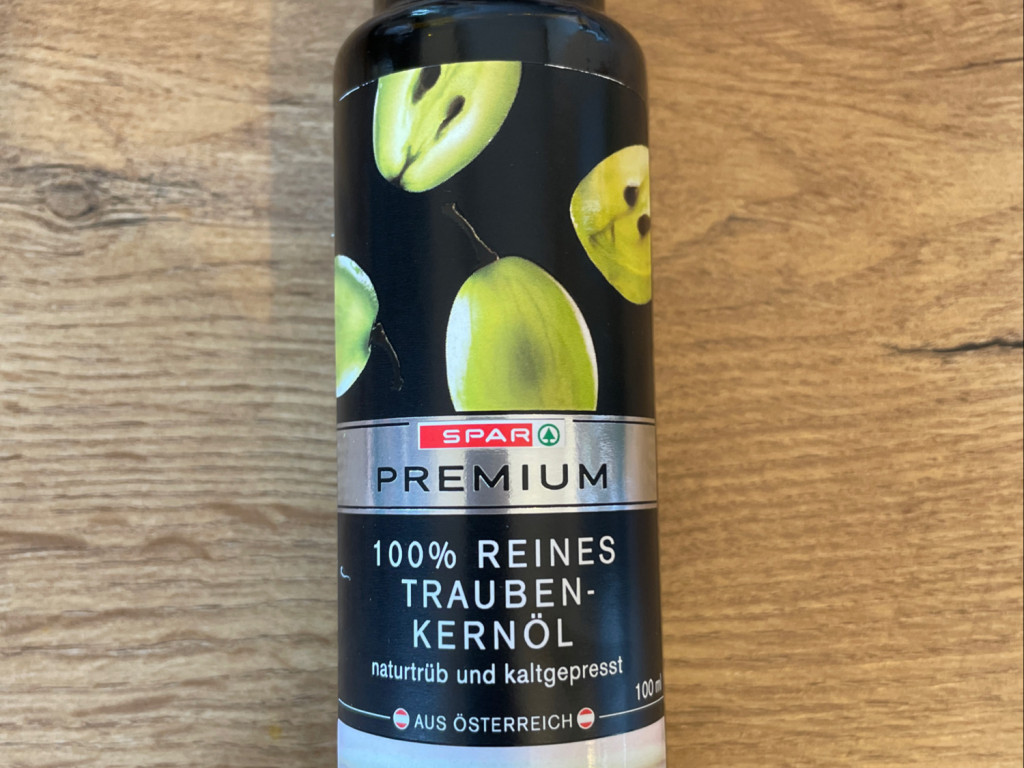 SPAR
PREMIUM
100% REINES
TRAUBEN-
KERNÖL
naturtrüb und kaltgepresst
100 ml
AUS ÖSTERREICH